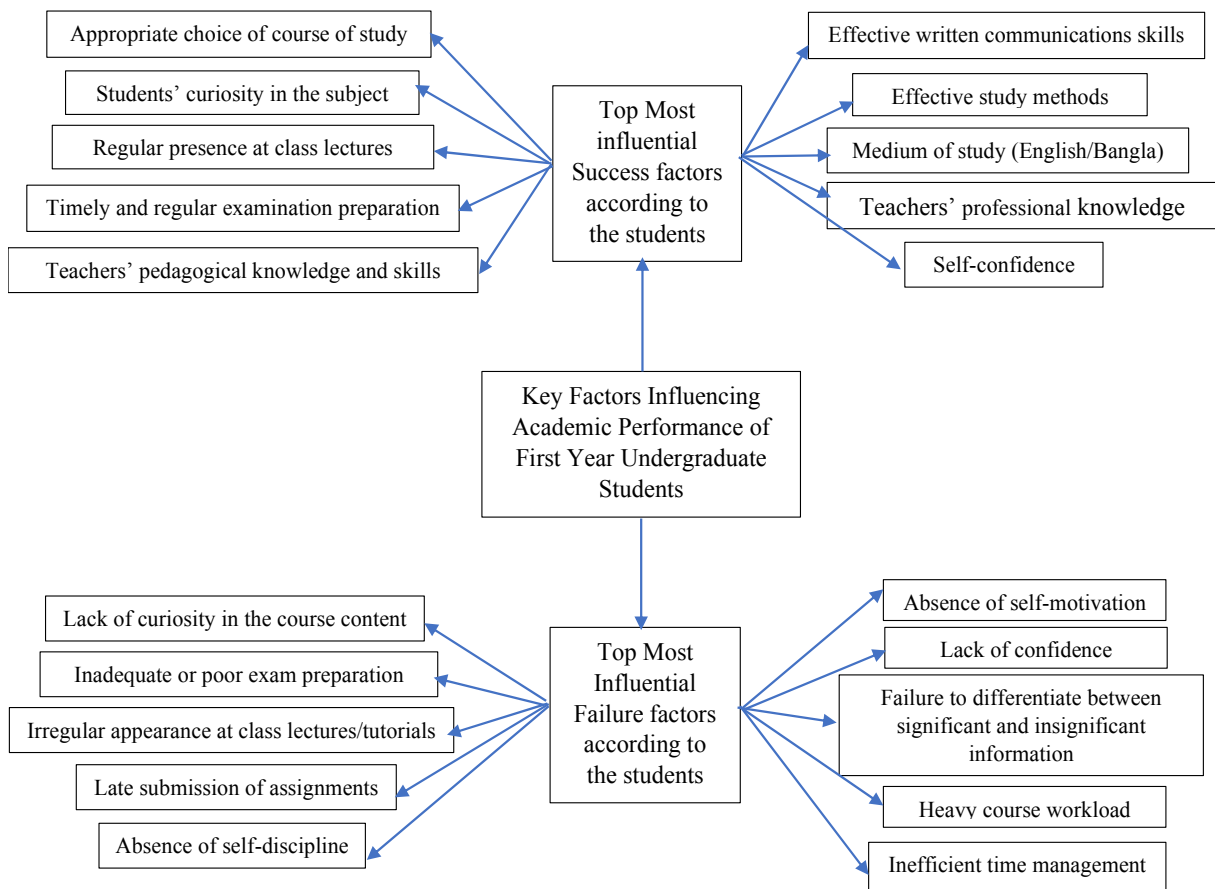 Appropriate choice of course of study
Students’ curiosity in the subject
Regular presence at class lectures
Timely and regular examination preparation
Teachers’ pedagogical knowledge and skills
Top Most
influential
Success factors
according to
the students
Effective written communications skills
Effective study methods
Medium of study (English/Bangla)
Teachers’ professional knowledge
Self-confidence
Key Factors Influencing
Academic Performance of
First Year Undergraduate
Students
Lack of curiosity in the course content
Inadequate or poor exam preparation
Irregular appearance at class lectures/tutorials
Late submission of assignments
Absence of self-discipline
Top Most
Influential
Failure factors
according to
the students
Absence of self-motivation
Lack of confidence
Failure to differentiate between
significant and insignificant
information
Heavy course workload
Inefficient time management